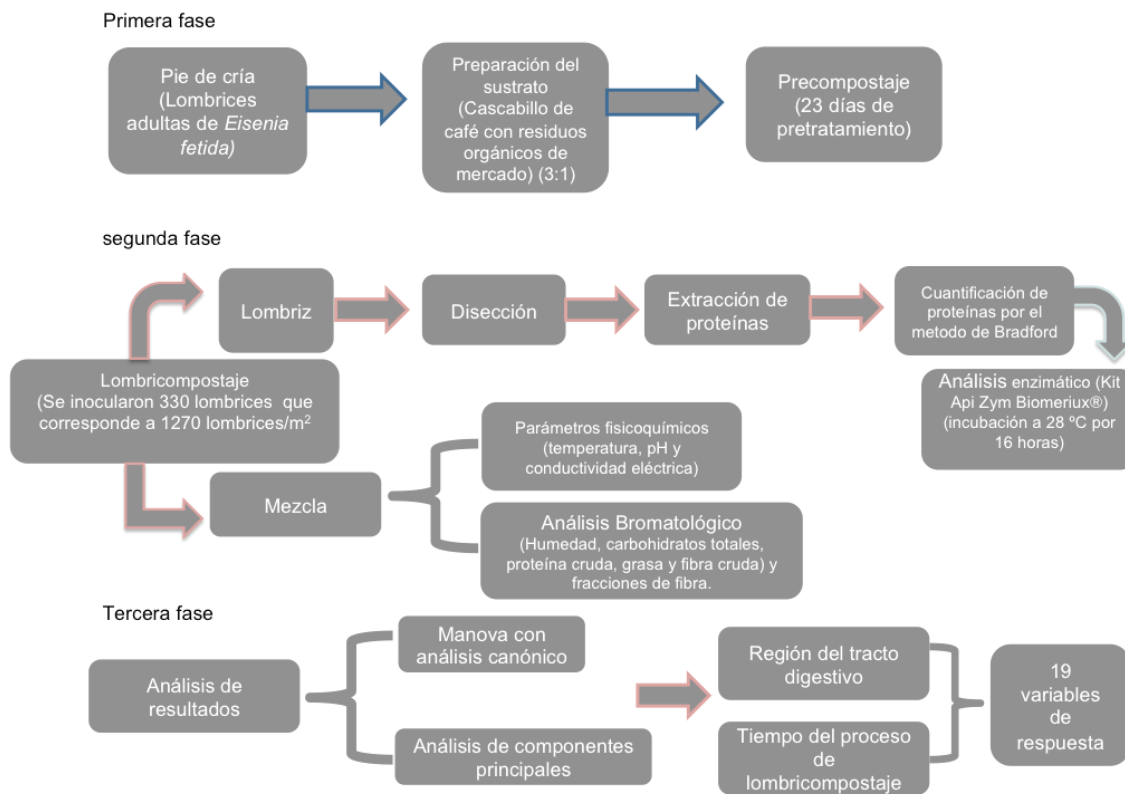 Primera fase
Pie de cría
(Lombrices
adultas de Eisenia
fetida)
Preparación del
sustrato
(Cascabillo de
café con residuos
orgánicos de
mercado) (3:1)
Precompostaje
(23 días de
pretratamiento)
segunda fase
Lombriz
Disección
Extracción de
proteínas
Cuantificación de
proteínas por el
metodo de Bradford
Lombricompostaje
(Se inocularon 330 lombrices que
corresponde a 1270 lombrices/m²
Análisis enzimático (Kit
Api Zym Biomeriux®)
(incubación a 28 ºC por
16 horas)
Mezcla
Parámetros fisicoquímicos
(temperatura, pH y
conductividad eléctrica)
Análisis Bromatológico
(Humedad, carbohidratos totales,
proteína cruda, grasa y fibra cruda) y
fracciones de fibra.
Tercera fase
Análisis de
resultados
Manova con
análisis canónico
Análisis de componentes
principales
Región del tracto
digestivo
Tiempo del proceso
de
lombricompostaje
19
variables
de
respuesta